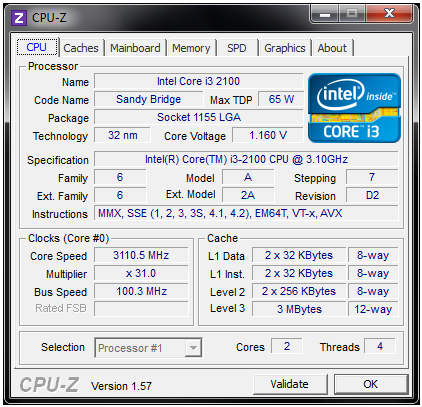 CPU-Z
CPU Caches Mainboard Memory SPD Graphics About
Processor
Name Intel Core i3 2100
Code Name Sandy Bridge Max TDP 65 W
Package Socket 1155 LGA
Technology 32 nm Core Voltage 1.160 V
intel inside™
CORE™ i3
Specification Intel(R) Core(TM) i3-2100 CPU @ 3.10GHz
Family 6 Model A Stepping 7
Ext. Family 6 Ext. Model 2A Revision D2
Instructions MMX, SSE (1, 2, 3, 3S, 4.1, 4.2), EM64T, VT-x, AVX
Clocks (Core #0)
Core Speed 3110.5 MHz
Multiplier x 31.0
Bus Speed 100.3 MHz
Rated FSB
Cache
L1 Data 2 x 32 KBytes 8-way
L1 Inst. 2 x 32 KBytes 8-way
Level 2 2 x 256 KBytes 8-way
Level 3 3 MBytes 12-way
Selection Processor #1 Cores 2 Threads 4
CPU-Z Version 1.57 Validate OK